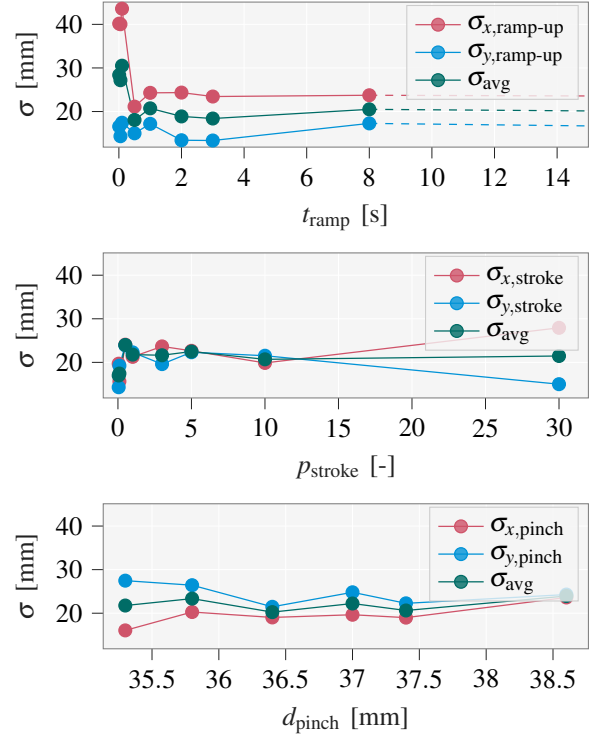 σx,ramp-up
σy,ramp-up
σavg
40
30
20
σ [mm]
0 2 4 6 8 10 12 14
tramp [s]
σx,stroke
σy,stroke
σavg
40
30
20
σ [mm]
0 5 10 15 20 25 30
pstroke [-]
σx,pinch
σy,pinch
σavg
40
30
20
σ [mm]
35.5 36 36.5 37 37.5 38 38.5
dpinch [mm]